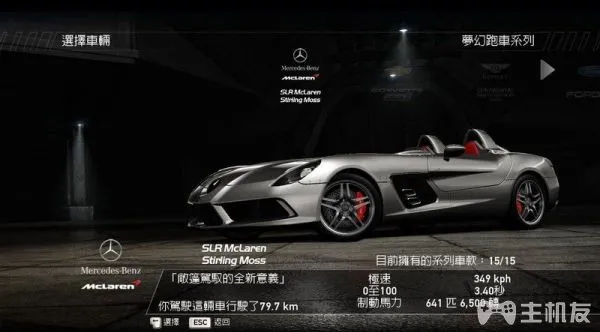 選擇車輛
夢幻跑車系列
Mercedes-Benz
McLaren
SLR McLaren
Stirling Moss
FORD
SLR McLaren
Stirling Moss
目前擁有的系列車款：15/15
Mercedes-Benz
McLaren
「敞篷駕馭的全新意義」
極速 349 kph
0至100 3.40秒
制動馬力 641 匹 6,500 轉
你駕駛這輛車行駛了79.7 km
選擇 ESC 返回
主机友